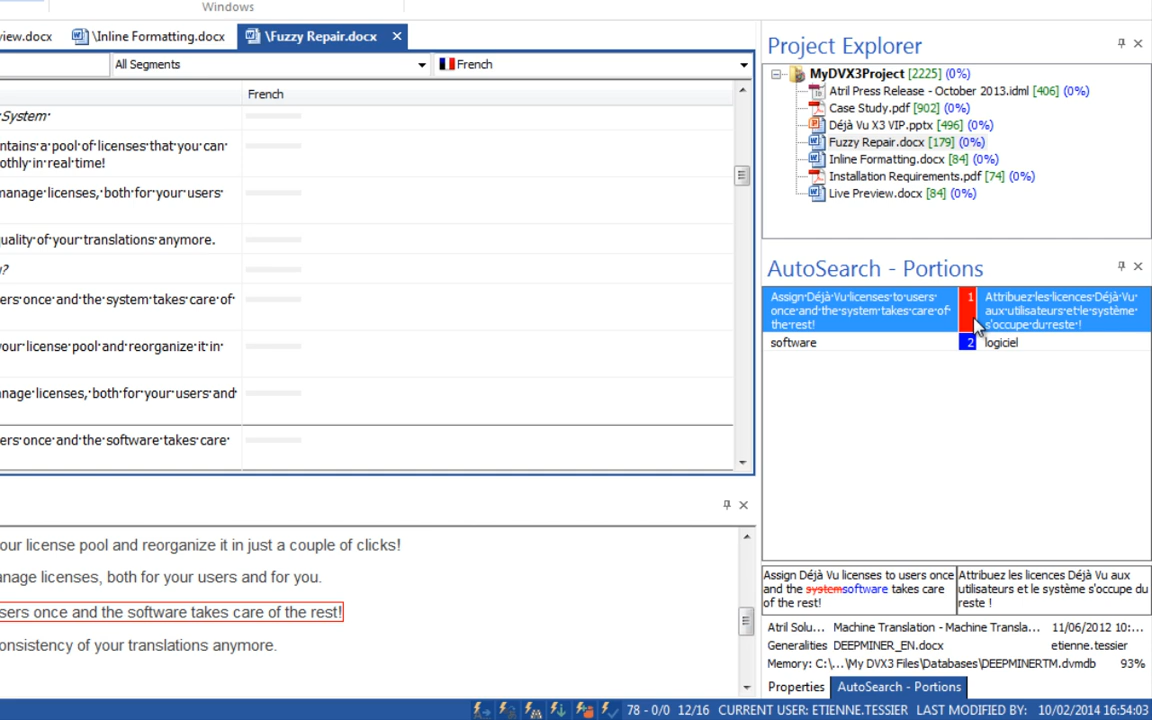 Windows
view.docx
\Inline Formatting.docx
\Fuzzy Repair.docx
All Segments
French
French
System
ntains a pool of licenses that you can
othly in real time!
manage licenses, both for your users
uality of your translations anymore.
?
ers once and the system takes care of
our license pool and reorganize it in
nage licenses, both for your users and
ers once and the software takes care
our license pool and reorganize it in just a couple of clicks!
anage licenses, both for your users and for you.
sers once and the software takes care of the rest!
onsistency of your translations anymore.
Project Explorer
MyDVX3Project [2225] (0%)
Atril Press Release - October 2013.idml [406] (0%)
Case Study.pdf [902] (0%)
Déjà Vu X3 VIP.pptx [496] (0%)
Fuzzy Repair.docx [179] (0%)
Inline Formatting.docx [84] (0%)
Installation Requirements.pdf [74] (0%)
Live Preview.docx [84] (0%)
AutoSearch - Portions
Assign Déjà Vu licenses to users
once and the system takes care of
the rest!
1
Attribuez les licences Déjà Vu
aux utilisateurs et le système
s'occupe du reste !
software 2 logiciel
Assign Déjà Vu licenses to users once
and the systemsoftware takes care
of the rest!
Attribuez les licences Déjà Vu aux
utilisateurs et le système s'occupe du
reste !
Atril Solu... Machine Translation - Machine Transla... 11/06/2012 10:...
Generalities DEEPMINER_EN.docx etienne.tessier
Memory: C:\...\My DVX3 Files\Databases\DEEPMINERTM.dvmdb 93%
Properties AutoSearch - Portions
78 - 0/0 12/16 CURRENT USER: ETIENNE.TESSIER LAST MODIFIED BY: 10/02/2014 16:54:03